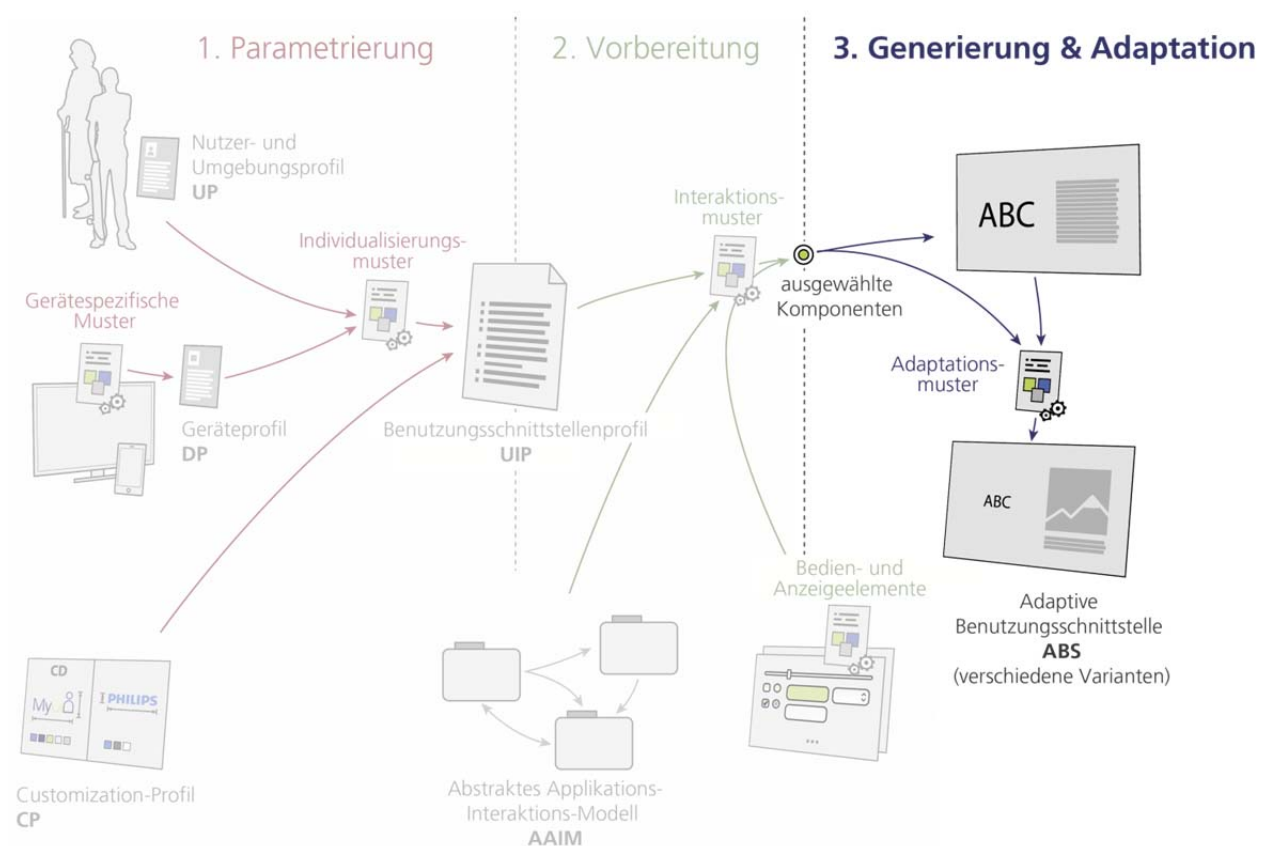 1. Parametrierung
2. Vorbereitung
3. Generierung & Adaptation
Nutzer- und
Umgebungsprofil
UP
Individualisierungs-
muster
Gerätespezifische
Muster
Geräteprofil
DP
Benutzungsschnittstellenprofil
UIP
Interaktions-
muster
ausgewählte
Komponenten
ABC
Adaptations-
muster
ABC
Adaptive
Benutzungsschnittstelle
ABS
(verschiedene Varianten)
Bedien- und
Anzeigeelemente
CD
My
PHILIPS
Customization-Profil
CP
Abstraktes Applikations-
Interaktions-Modell
AAIM